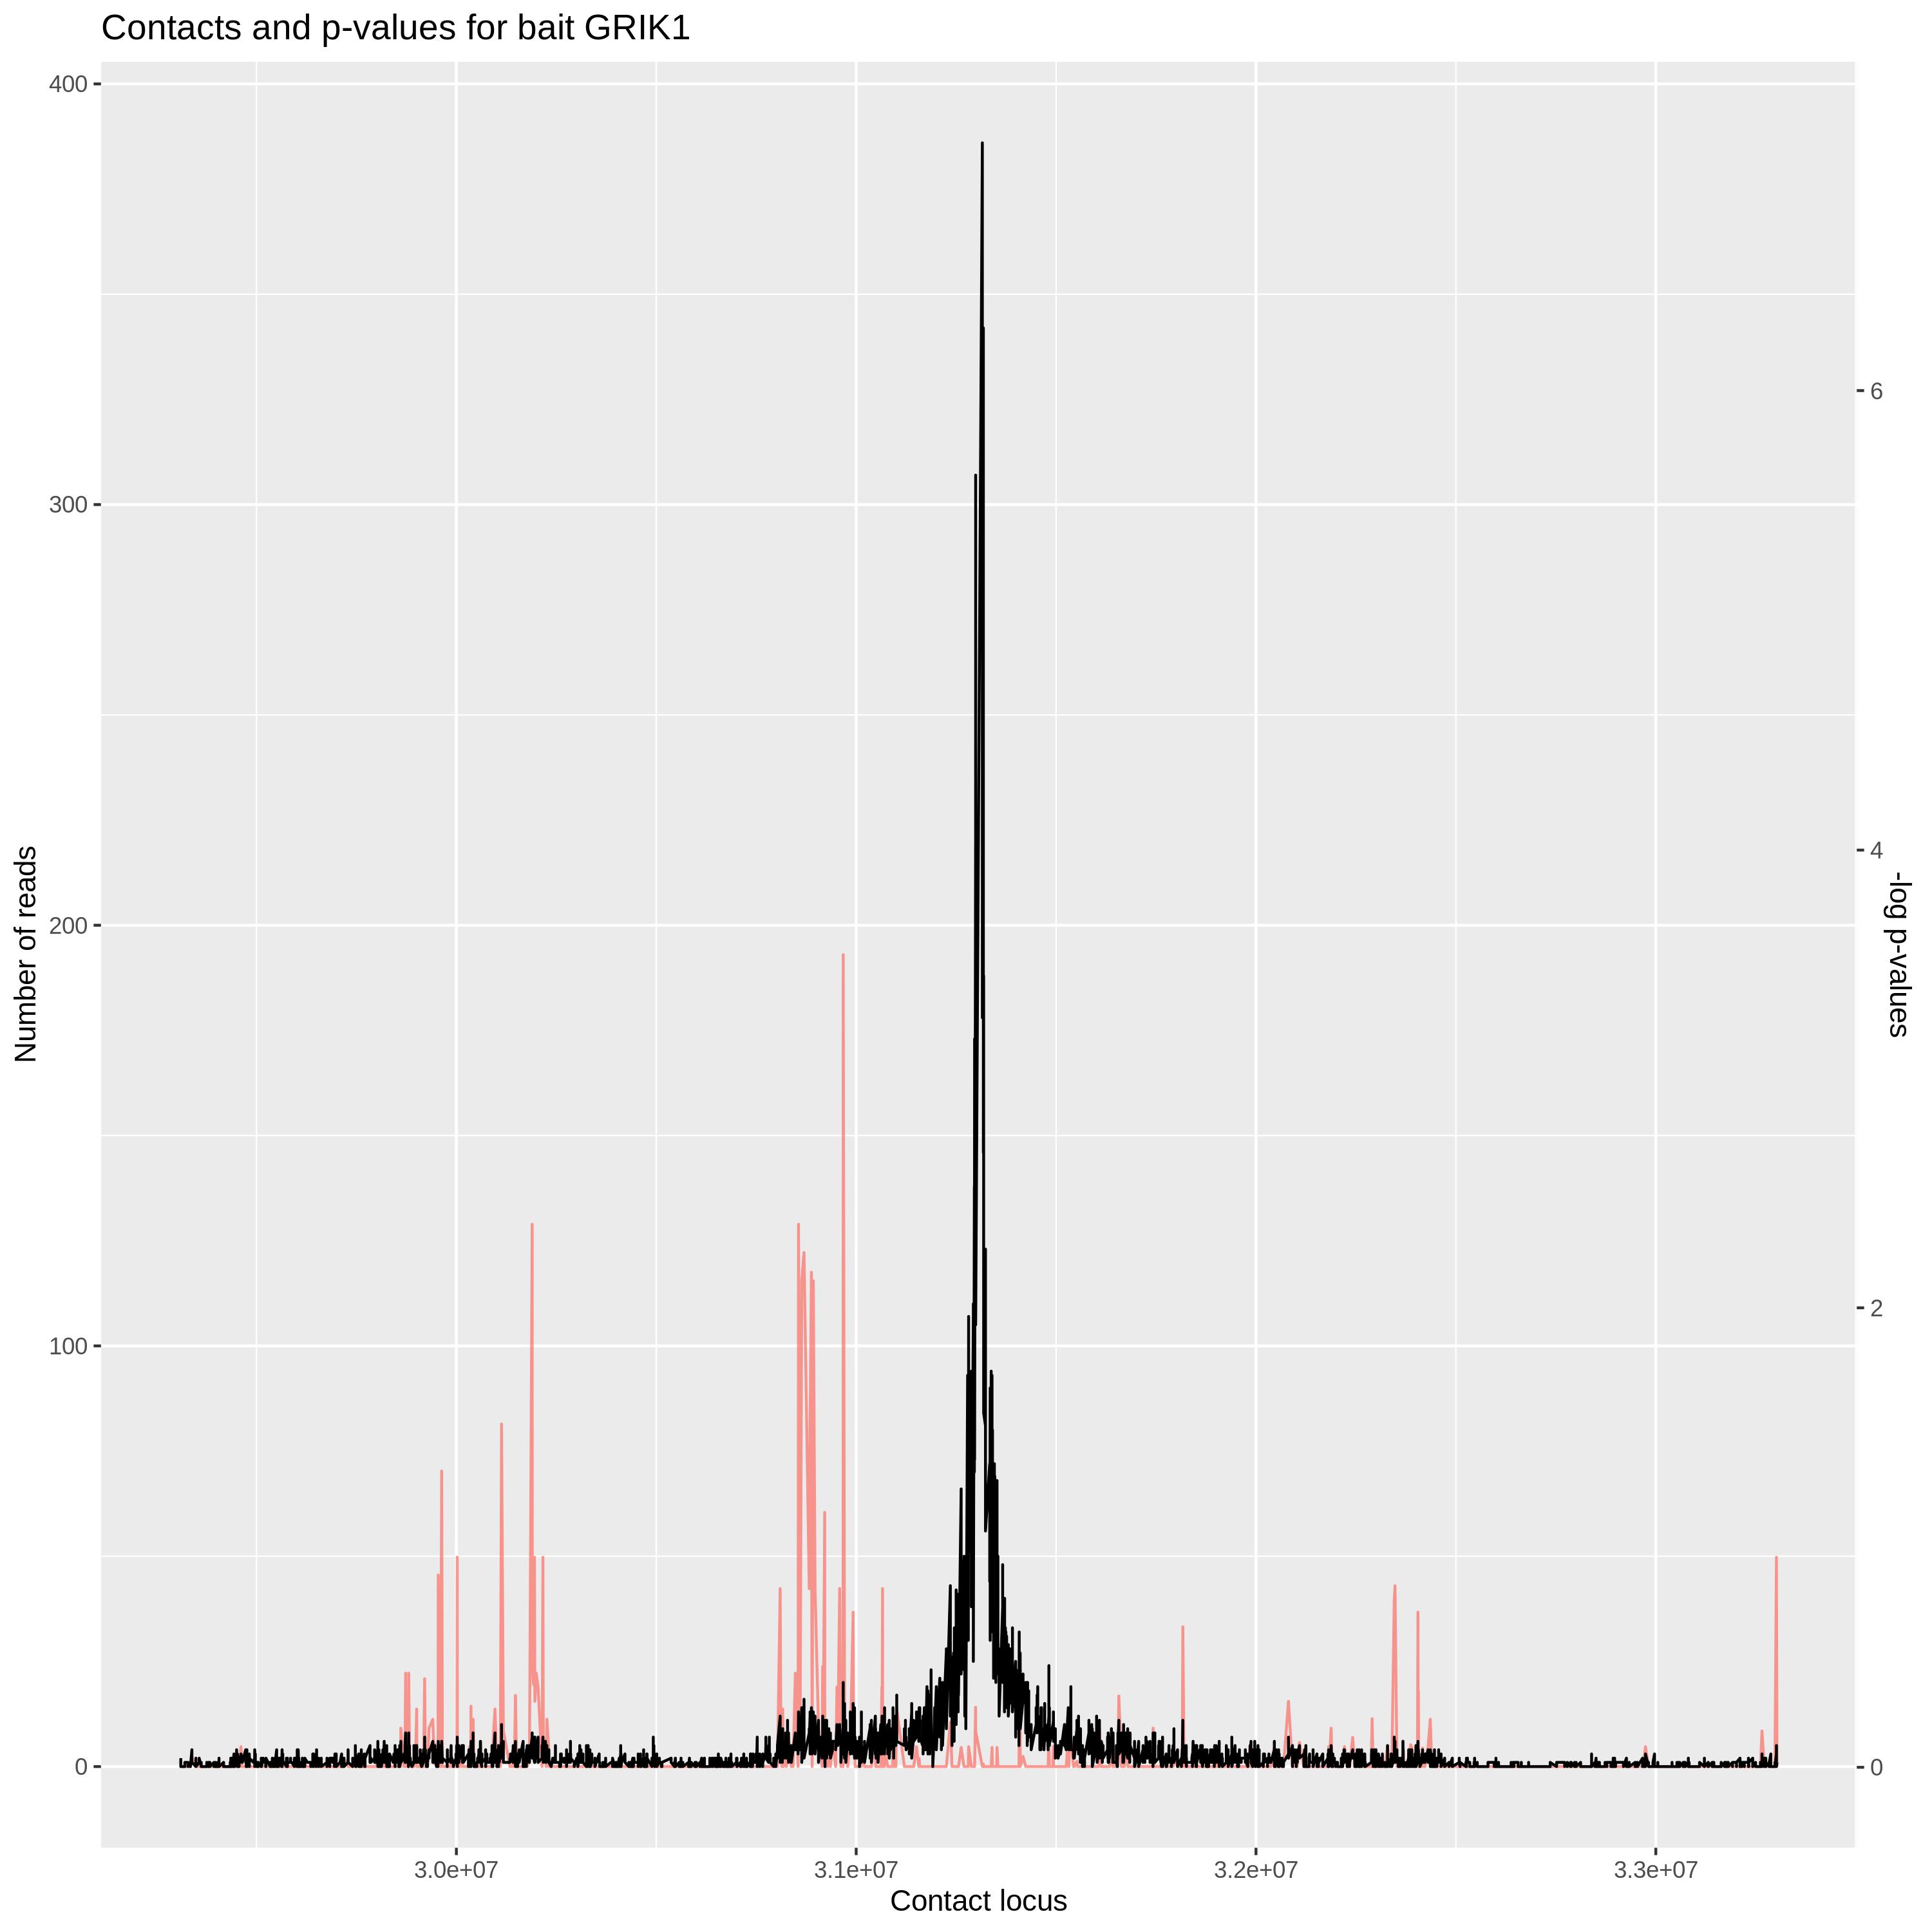 Contacts and p-values for bait GRIK1
400
300
200
100
0
Number of reads
6
4
2
0
-log p-values
3.0e+07
3.1e+07
3.2e+07
3.3e+07
Contact locus